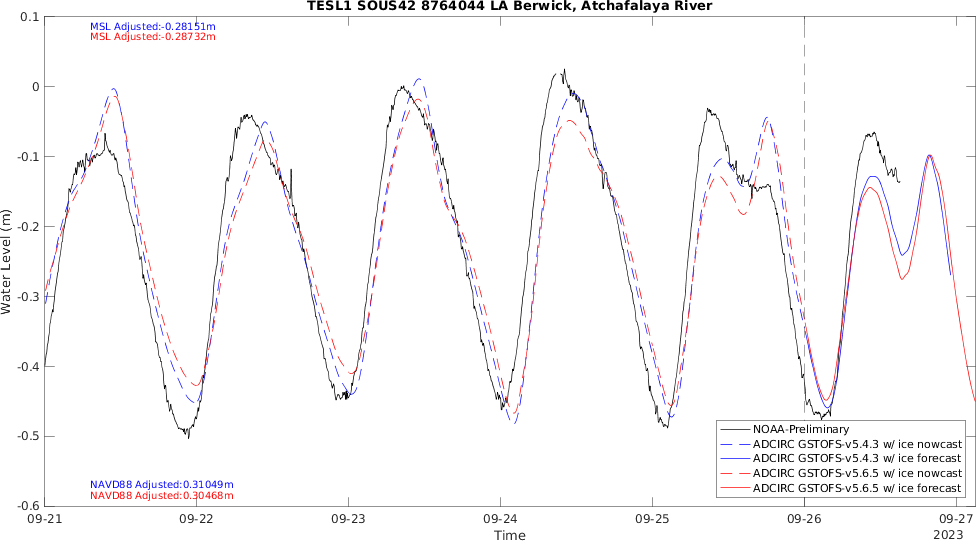 TESL1 SOUS42 8764044 LA Berwick, Atchafalaya River
MSL Adjusted:-0.28151m
MSL Adjusted:-0.28732m
0.1
0
-0.1
-0.2
-0.3
-0.4
-0.5
-0.6
Water Level (m)
NAVD88 Adjusted:0.31049m
NAVD88 Adjusted:0.30468m
NOAA-Preliminary
ADCIRC GSTOFS-v5.4.3 w/ ice nowcast
ADCIRC GSTOFS-v5.4.3 w/ ice forecast
ADCIRC GSTOFS-v5.6.5 w/ ice nowcast
ADCIRC GSTOFS-v5.6.5 w/ ice forecast
09-21 09-22 09-23 09-24 09-25 09-26 09-27
Time
2023